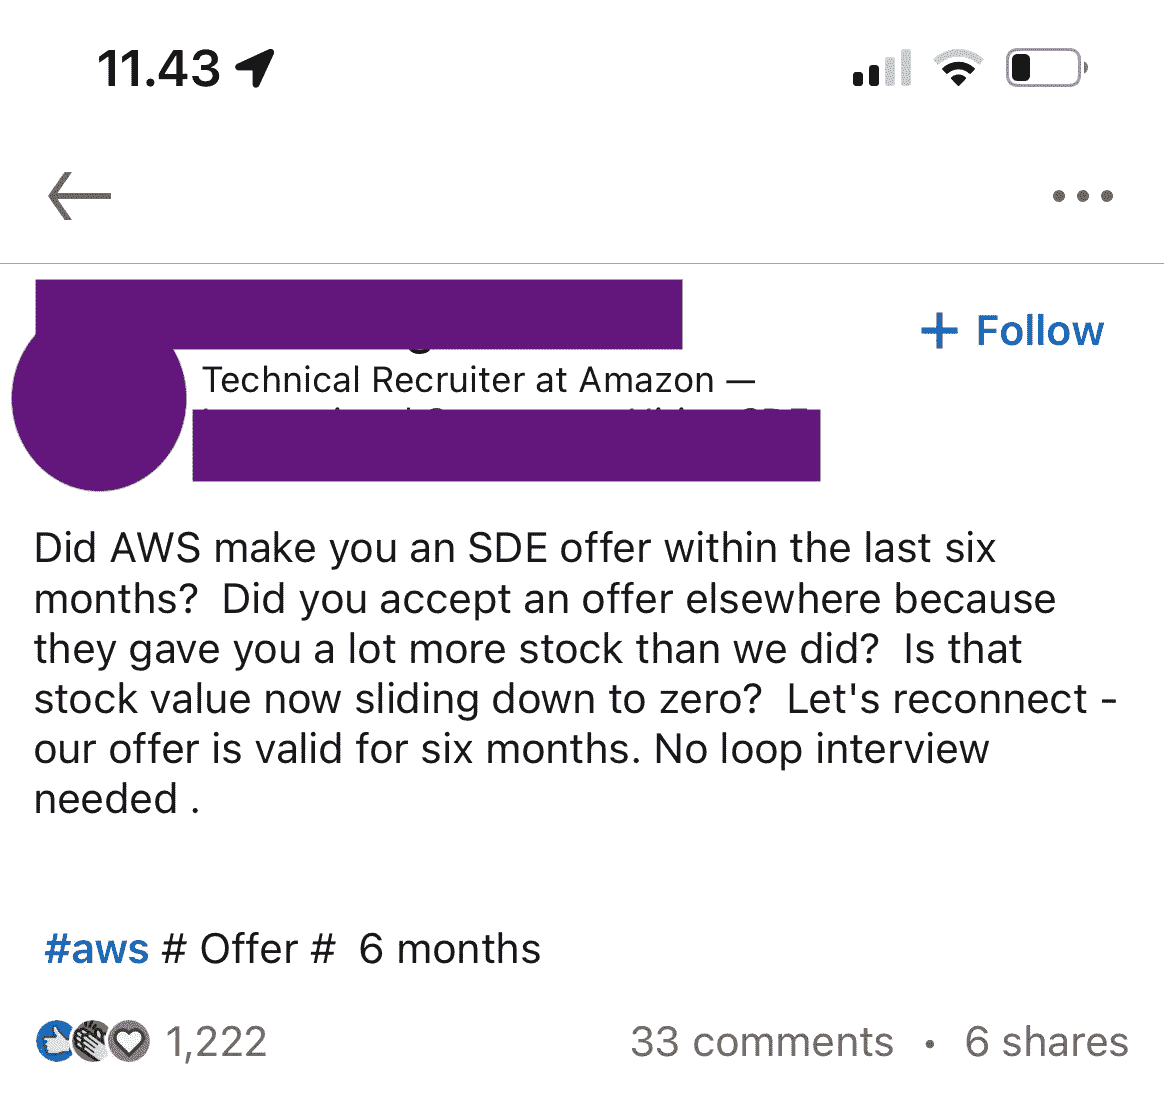 11.43
+ Follow
Technical Recruiter at Amazon —
Did AWS make you an SDE offer within the last six
months?  Did you accept an offer elsewhere because
they gave you a lot more stock than we did?  Is that
stock value now sliding down to zero?  Let's reconnect -
our offer is valid for six months. No loop interview
needed .
#aws # Offer #  6 months
1,222
33 comments • 6 shares